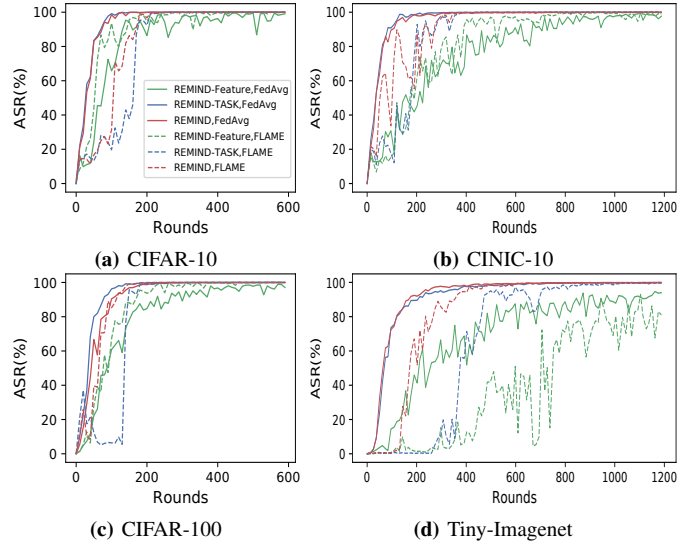 ASR(%)
100
80
60
40
20
0
REMIND-Feature,FedAvg
REMIND-TASK,FedAvg
REMIND,FedAvg
REMIND-Feature,FLAME
REMIND-TASK,FLAME
REMIND,FLAME
0 200 400 600
Rounds
(a) CIFAR-10
ASR(%)
100
80
60
40
20
0
0 200 400 600 800 1000 1200
Rounds
(b) CINIC-10
ASR(%)
100
80
60
40
20
0
0 200 400 600
Rounds
(c) CIFAR-100
ASR(%)
100
80
60
40
20
0
0 200 400 600 800 1000 1200
Rounds
(d) Tiny-Imagenet